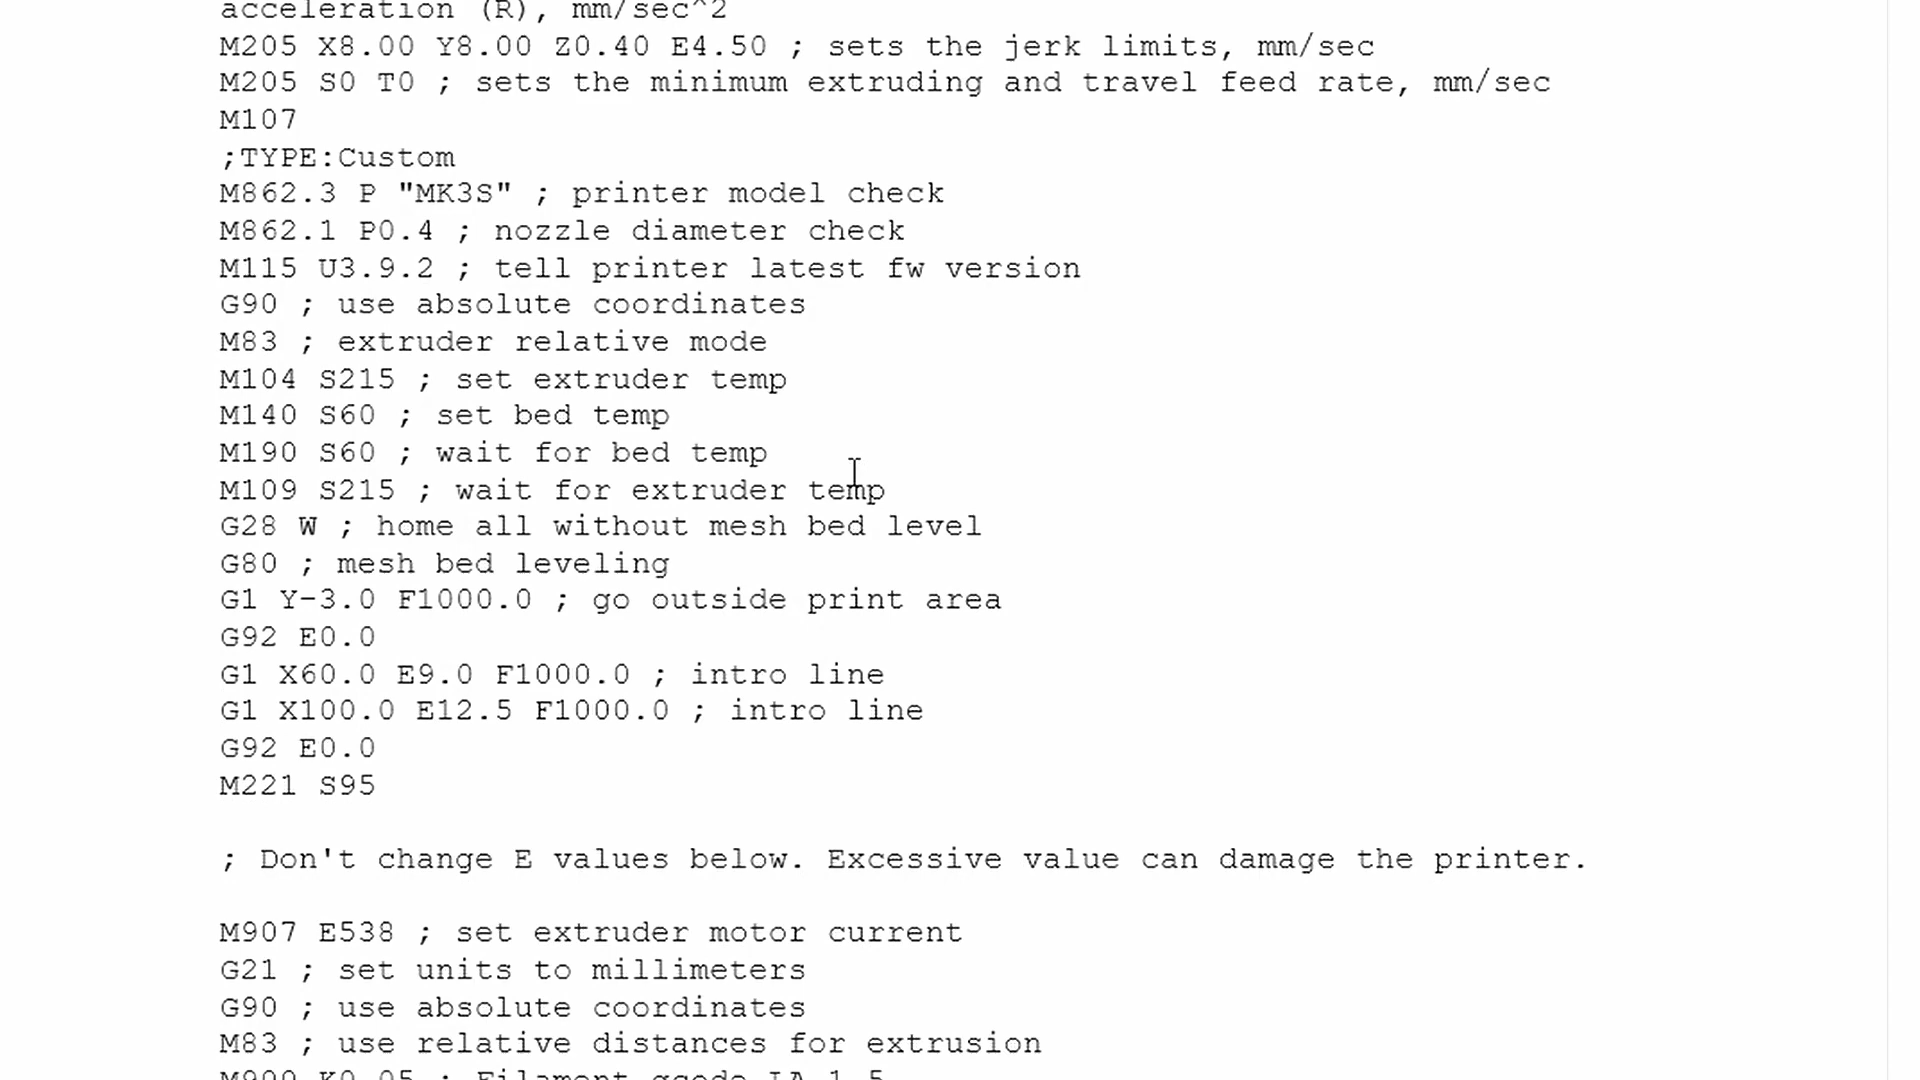 acceleration (R), mm/sec^2
M205 X8.00 Y8.00 Z0.40 E4.50 ; sets the jerk limits, mm/sec
M205 S0 T0 ; sets the minimum extruding and travel feed rate, mm/sec
M107
;TYPE:Custom
M862.3 P "MK3S" ; printer model check
M862.1 P0.4 ; nozzle diameter check
M115 U3.9.2 ; tell printer latest fw version
G90 ; use absolute coordinates
M83 ; extruder relative mode
M104 S215 ; set extruder temp
M140 S60 ; set bed temp
M190 S60 ; wait for bed temp
M109 S215 ; wait for extruder temp
G28 W ; home all without mesh bed level
G80 ; mesh bed leveling
G1 Y-3.0 F1000.0 ; go outside print area
G92 E0.0
G1 X60.0 E9.0 F1000.0 ; intro line
G1 X100.0 E12.5 F1000.0 ; intro line
G92 E0.0
M221 S95
; Don't change E values below. Excessive value can damage the printer.
M907 E538 ; set extruder motor current
G21 ; set units to millimeters
G90 ; use absolute coordinates
M83 ; use relative distances for extrusion
M900 K0.05 ; Filament gcode LA 1.5